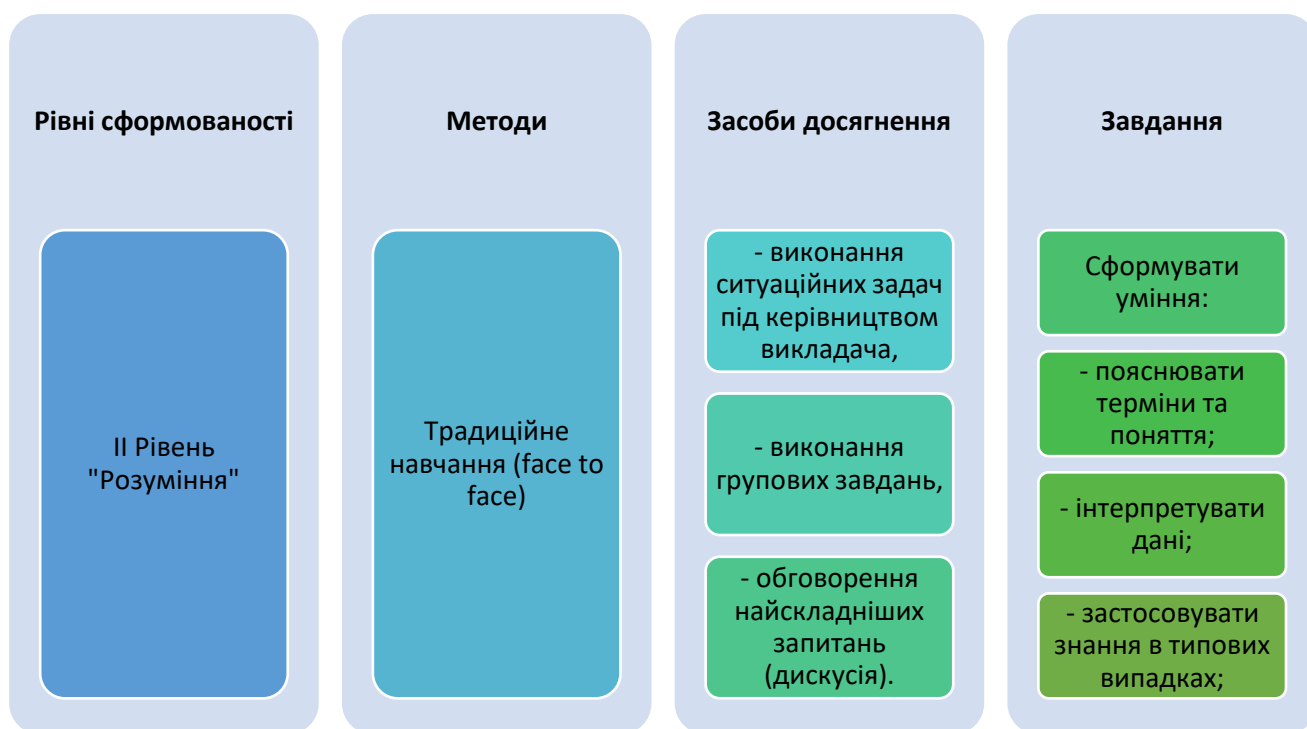 Рівні сформованості
ІІ Рівень
"Розуміння"
Методи
Традиційне
навчання (face to
face)
Засоби досягнення
- виконання
ситуаційних задач
під керівництвом
викладача,
- виконання
групових завдань,
- обговорення
найскладніших
запитань
(дискусія).
Завдання
Сформувати
уміння:
- пояснювати
терміни та
поняття;
- інтерпретувати
дані;
- застосовувати
знання в типових
випадках;